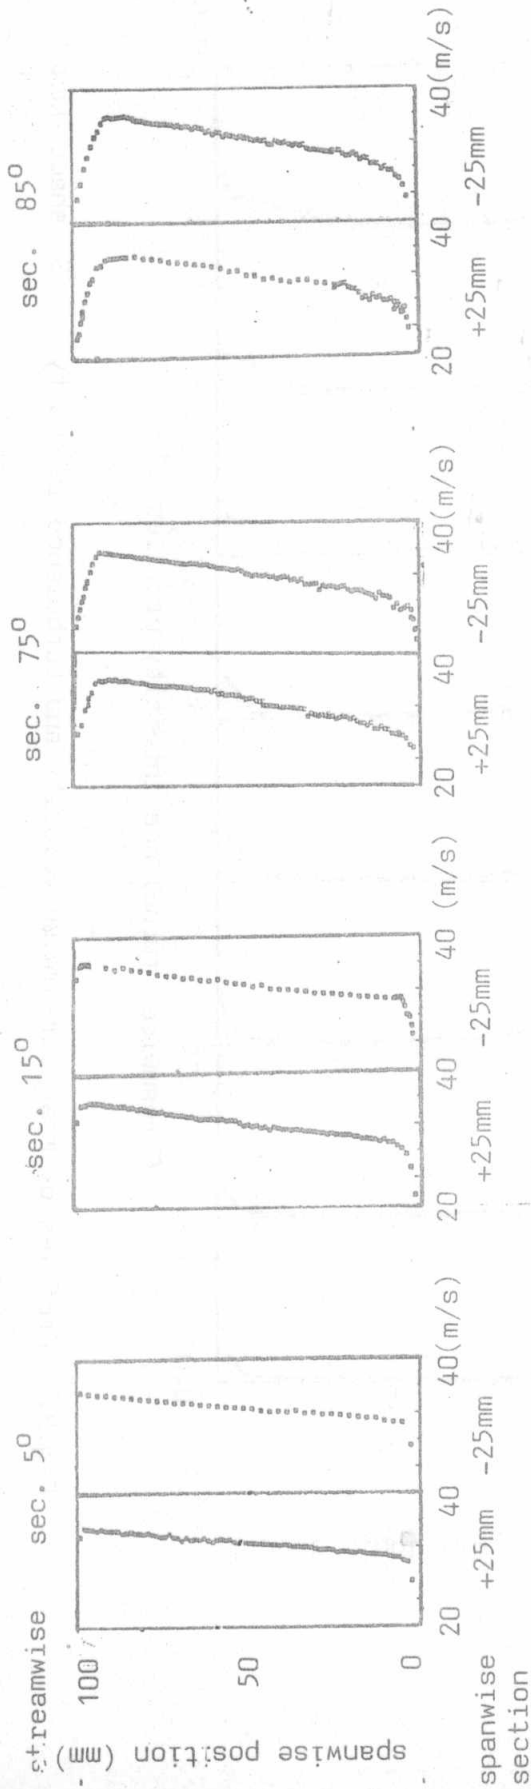 streamwise sec. 5° sec. 15° sec. 75° sec. 85°
spanwise position (mm)
100
50
0
20 40 40(m/s) 20 40 40 (m/s) 20 40 40(m/s) 20 40 40(m/s)
spanwise +25mm -25mm +25mm -25mm +25mm -25mm +25mm -25mm
section